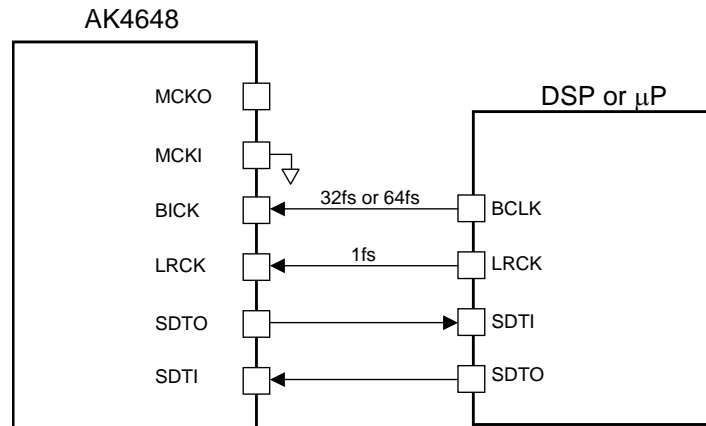 AK4648
DSP or μP
MCKO
MCKI
BICK
32fs or 64fs
BCLK
LRCK
1fs
LRCK
SDTO
SDTI
SDTI
SDTO